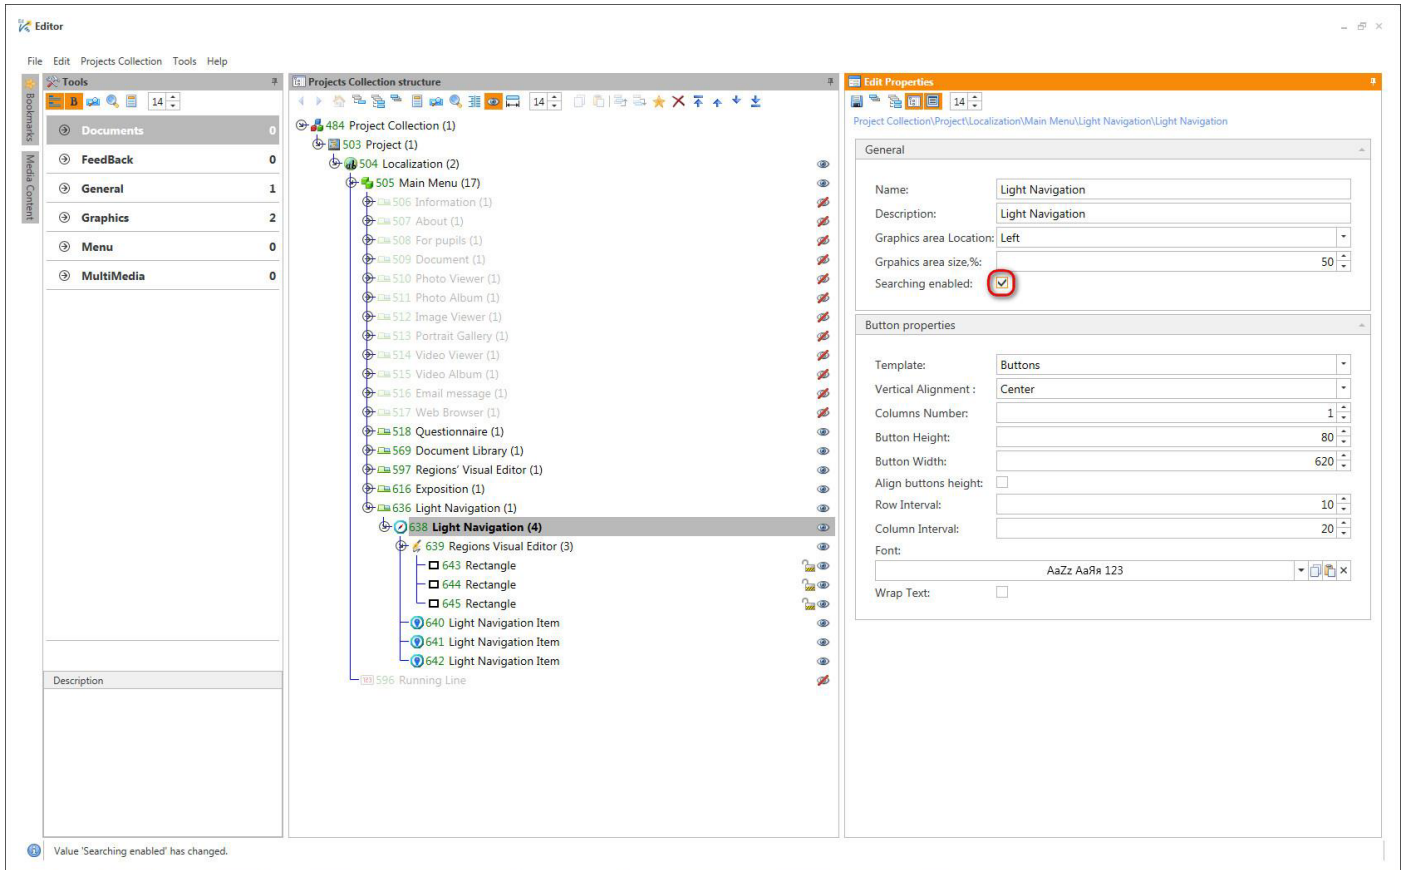 Editor
File Edit Projects Collection Tools Help
Bookmarks
Media Content
Tools
B 14
Documents 0
FeedBack 0
General 1
Graphics 2
Menu 0
MultiMedia 0
Description
Projects Collection structure
14
484 Project Collection (1)
503 Project (1)
504 Localization (2)
505 Main Menu (17)
506 Information (1)
507 About (1)
508 For pupils (1)
509 Document (1)
510 Photo Viewer (1)
511 Photo Album (1)
512 Image Viewer (1)
513 Portrait Gallery (1)
514 Video Viewer (1)
515 Video Album (1)
516 Email message (1)
517 Web Browser (1)
518 Questionnaire (1)
569 Document Library (1)
597 Regions' Visual Editor (1)
616 Exposition (1)
636 Light Navigation (1)
638 Light Navigation (4)
639 Regions Visual Editor (3)
643 Rectangle
644 Rectangle
645 Rectangle
640 Light Navigation Item
641 Light Navigation Item
642 Light Navigation Item
596 Running Line
Edit Properties
14
Project Collection\Project\Localization\Main Menu\Light Navigation\Light Navigation
General
Name: Light Navigation
Description: Light Navigation
Graphics area Location: Left
Grpahics area size,%: 50
Searching enabled:
Button properties
Template: Buttons
Vertical Alignment : Center
Columns Number: 1
Button Height: 80
Button Width: 620
Align buttons height:
Row Interval: 10
Column Interval: 20
Font:
AaZz АаЯя 123
Wrap Text:
Value 'Searching enabled' has changed.